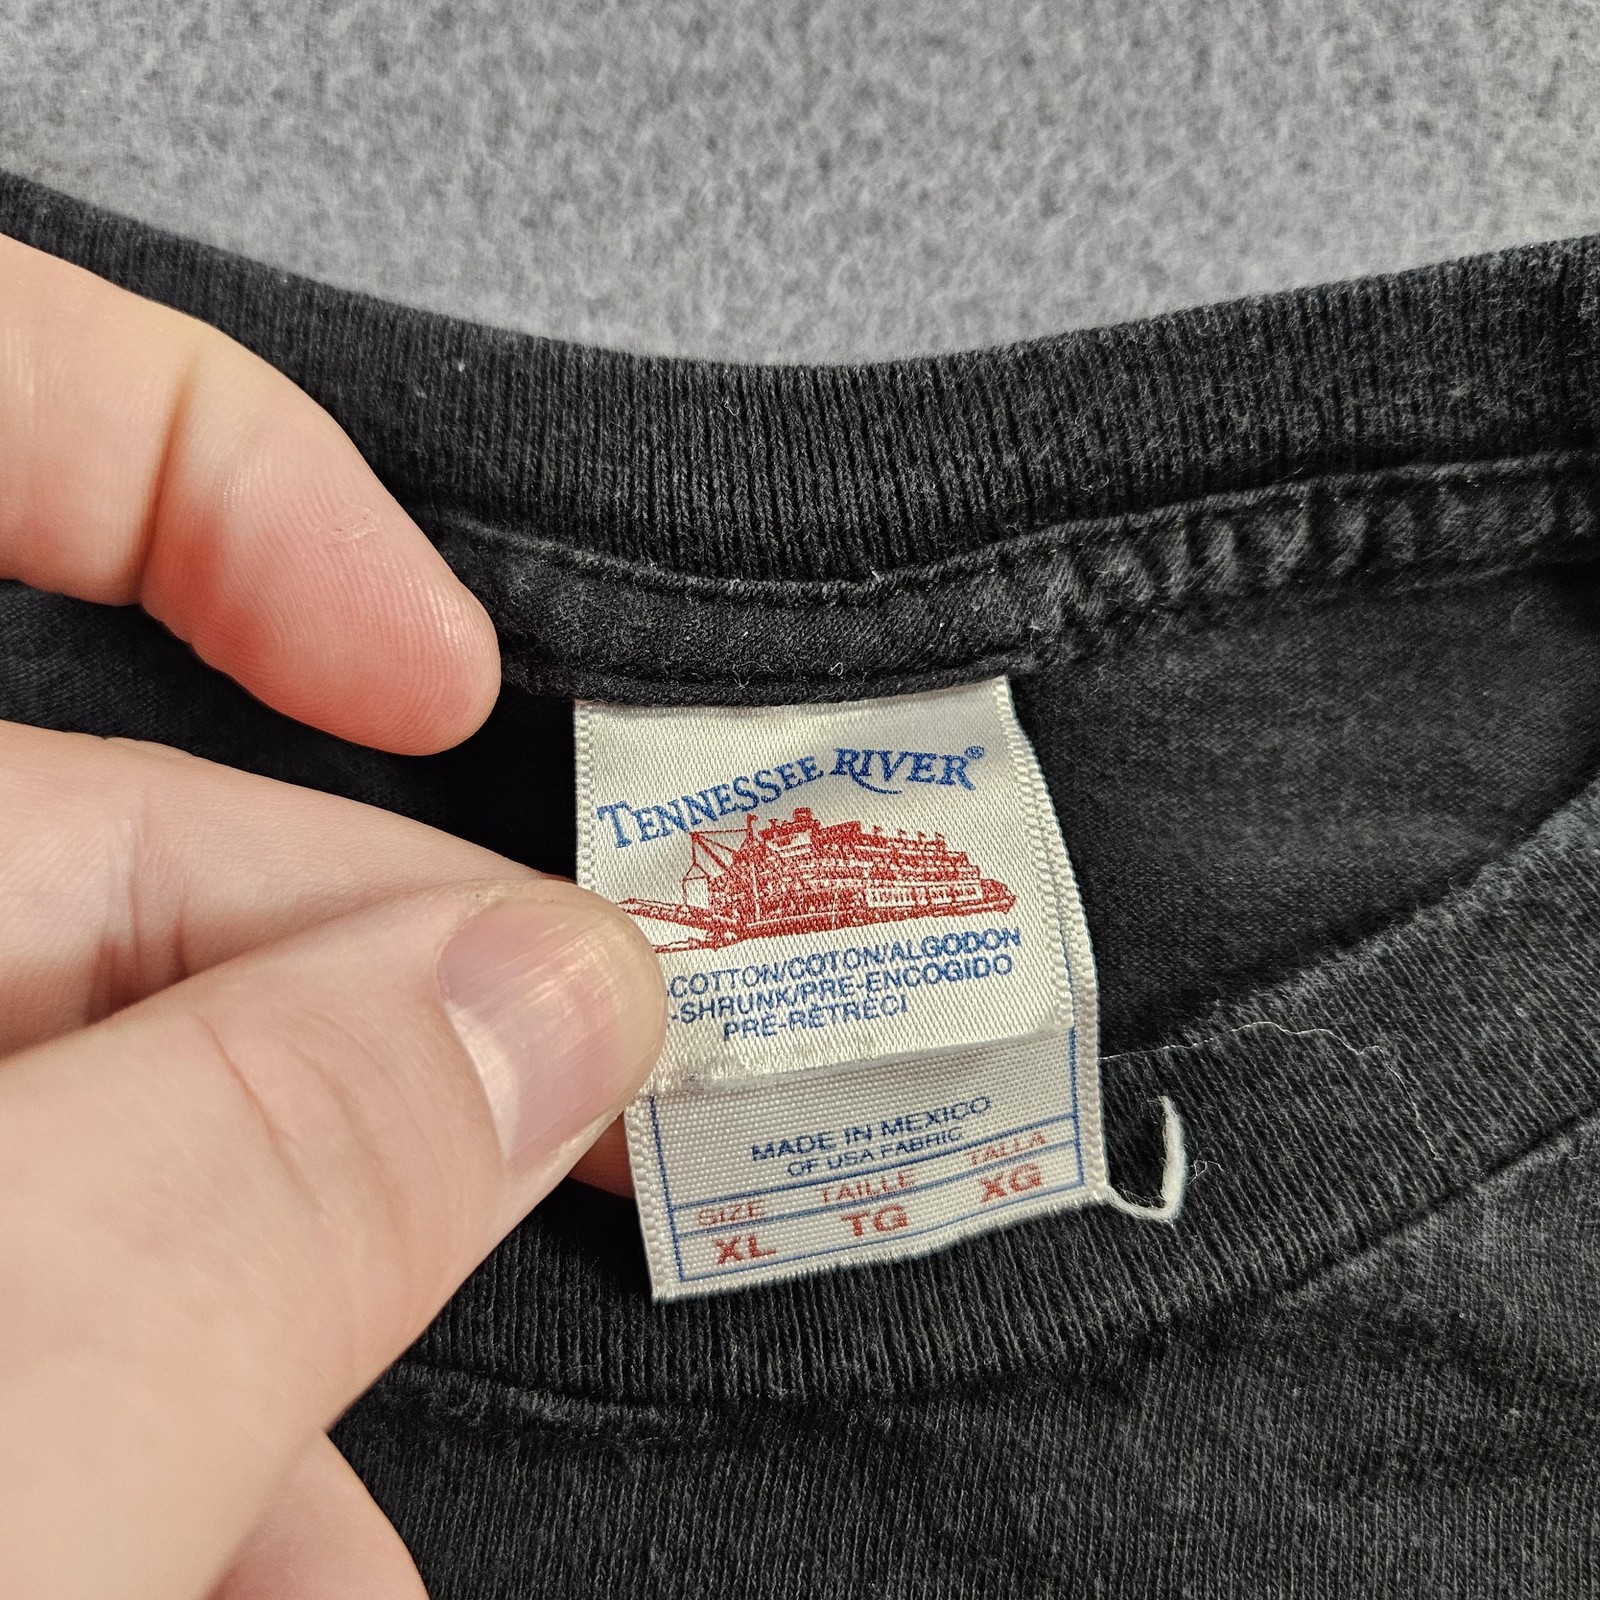 TENNESSEE RIVER®
COTTON/COTON/ALGODON
-SHRUNK/PRE-ENCOGIDO
PRÉ-RÉTRÉCI
MADE IN MEXICO
OF USA FABRIC
SIZE TAILLE TALLA
XL TG XG